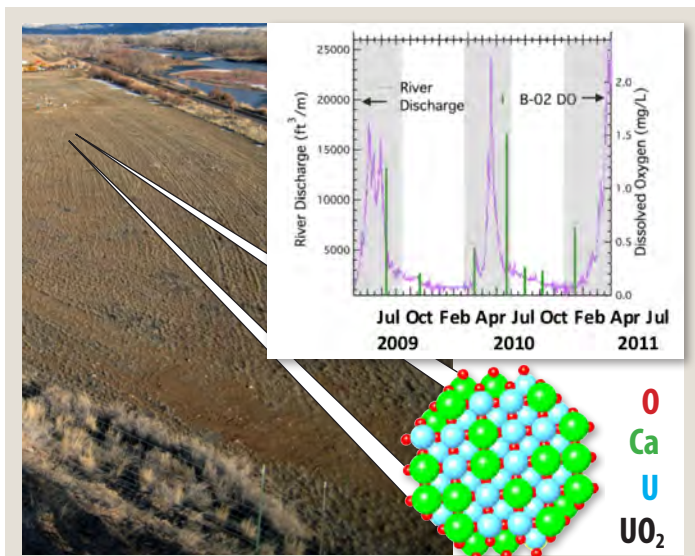 25000
20000
15000
10000
5000
River Discharge (ft³/m)
River
Discharge
B-02 DO
2.0
1.5
1.0
0.5
0.0
Dissolved Oxygen (mg/L)
Jul Oct Feb Apr Jul Oct Feb Apr Jul
2009 2010 2011
O
Ca
U
UO₂